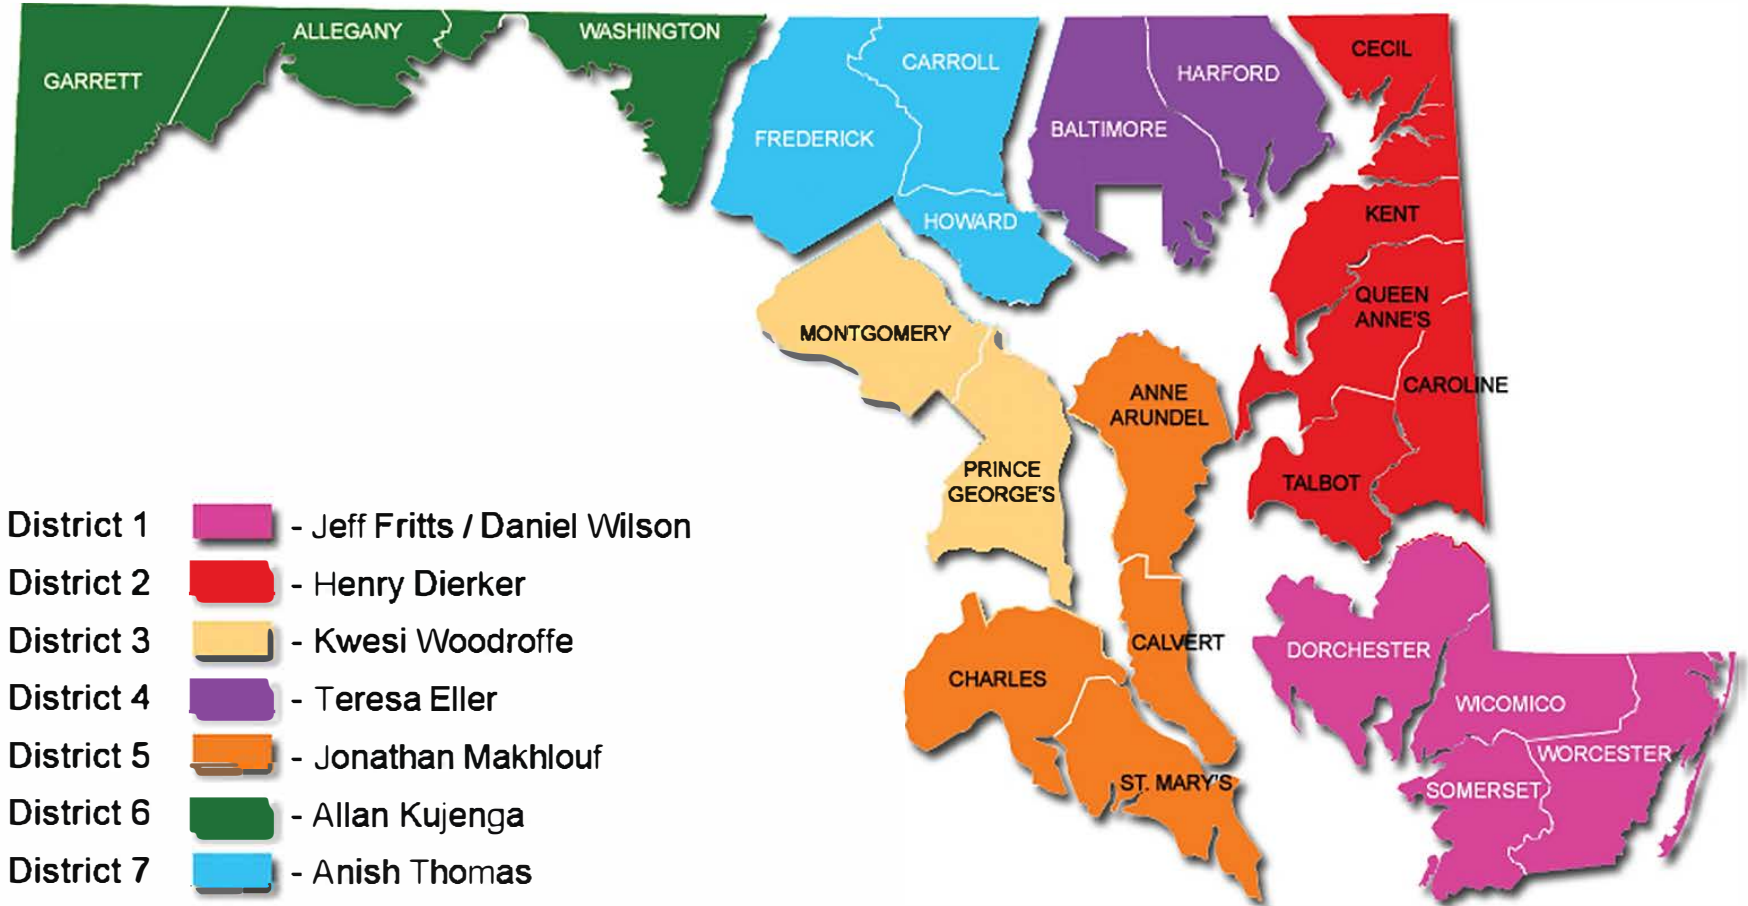 GARRETT
ALLEGANY
WASHINGTON
FREDERICK
CARROLL
HOWARD
BALTIMORE
HARFORD
CECIL
KENT
QUEEN
ANNE'S
CAROLINE
TALBOT
MONTGOMERY
PRINCE
GEORGE'S
ANNE
ARUNDEL
CALVERT
CHARLES
ST. MARY'S
DORCHESTER
WICOMICO
WORCESTER
SOMERSET
District 1 - Jeff Fritts / Daniel Wilson
District 2 - Henry Dierker
District 3 - Kwesi Woodroffe
District 4 - Teresa Eller
District 5 - Jonathan Makhlouf
District 6 - Allan Kujenga
District 7 - Anish Thomas